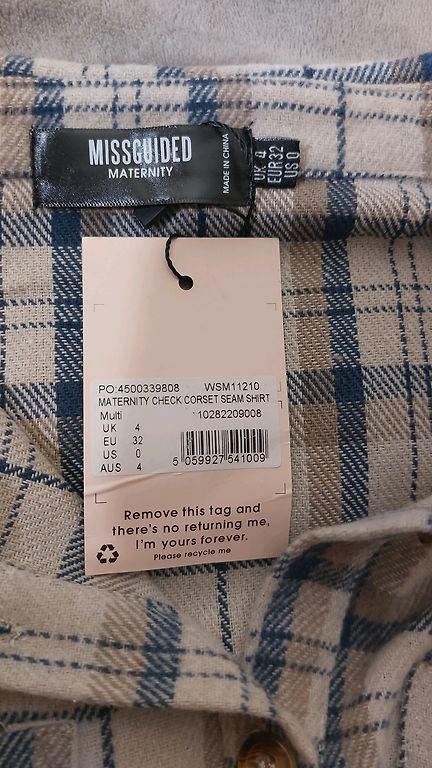 MISSGUIDED
MATERNITY
MADE IN CHINA
UK 4
EUR 32
US 0
PO:4500339808 WSM11210
MATERNITY CHECK CORSET SEAM SHIRT
Multi 10282209008
UK 4
EU 32
US 0
AUS 4
5 059927 541009
Remove this tag and
there's no returning me,
I'm yours forever.
Please recycle me